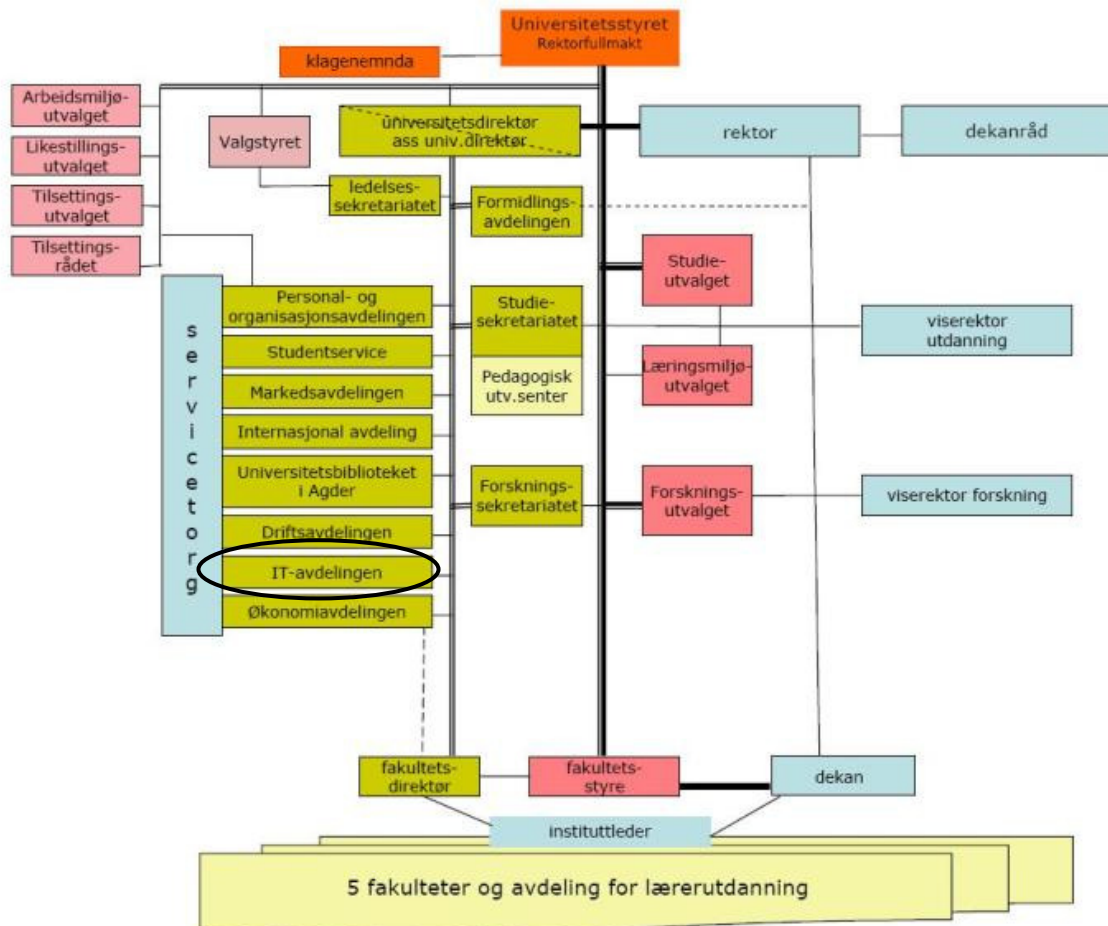 Universitetsstyret
Rektorfullmakt
klagenemnda
Arbeidsmiljø-
utvalget
Likestillings-
utvalget
Tilsettings-
utvalget
Tilsettings-
rådet
Valgstyret
universitetsdirektør
ass univ.direktør
rektor
dekanråd
ledelses-
sekretariatet
Formidlings-
avdelingen
Studie-
utvalget
servicetorg
Personal- og
organisasjonsavdelingen
Studentservice
Markedsavdelingen
Internasjonal avdeling
Universitetsbiblioteket
i Agder
Driftsavdelingen
IT-avdelingen
Økonomiavdelingen
Studie-
sekretariatet
Pedagogisk
utv.senter
Læringsmiljø-
utvalget
viserektor
utdanning
Forsknings-
sekretariatet
Forsknings-
utvalget
viserektor forskning
fakultets-
direktør
fakultets-
styre
dekan
instituttleder
5 fakulteter og avdeling for lærerutdanning